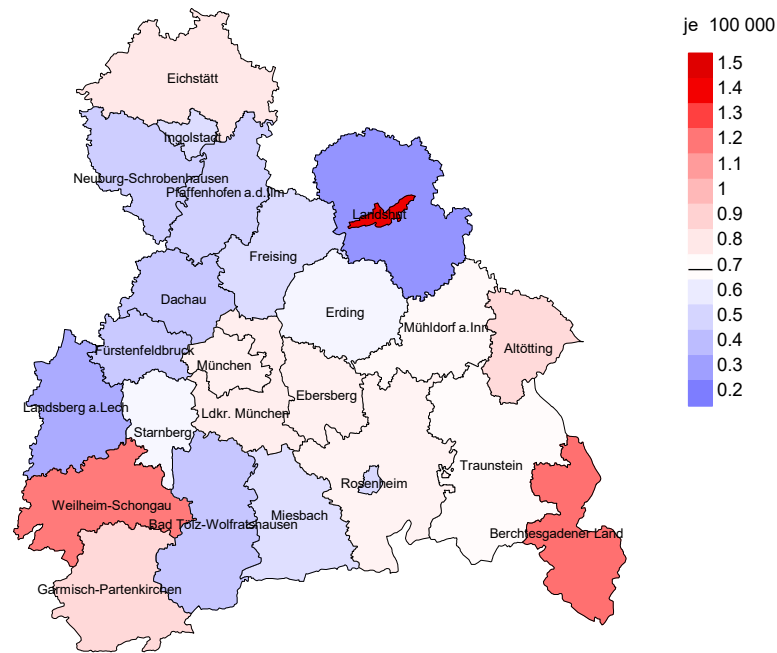 je 100 000
Eichstätt
1.5
1.4
1.3
0.2
1.1
1
0.9
0.8
0.7
0.6
0.5
0.4
0.3
0.2
Ingolstadt
Neuburg-Schrobenhausen
Pfaffenhofen a.d.Ilm
Landshut
Freising
Dachau
Erding
Mühldorf a.Inn
Fürstenfeldbruck
Altötting
München
Ebersberg
Landsberg a.Lech
Ldkr. München
Starnberg
Traunstein
Rosenheim
Weilheim-Schongau
Miesbach
Bad Tölz-Wolfratshausen
Berchtesgadener Land
Garmisch-Partenkirchen